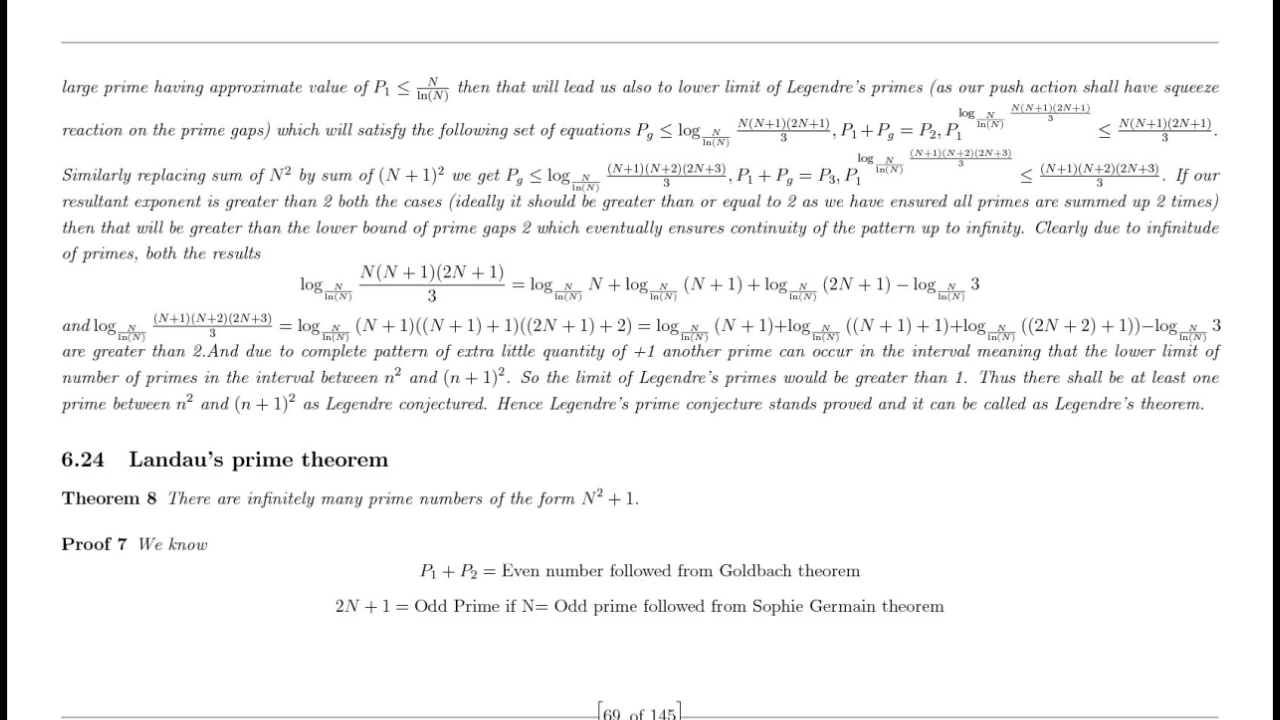 large prime having approximate value of P₁ ≤ N/ln(N) then that will lead us also to lower limit of Legendre's primes (as our push action shall have squeeze
reaction on the prime gaps) which will satisfy the following set of equations P_g ≤ log_{N/ln(N)} N(N+1)(2N+1)/3, P₁ + P_g = P₂, P₁^{log_{N/ln(N)} N(N+1)(2N+1)/3} ≤ N(N+1)(2N+1)/3.
Similarly replacing sum of N² by sum of (N + 1)² we get P_g ≤ log_{N/ln(N)} (N+1)(N+2)(2N+3)/3, P₁ + P_g = P₃, P₁^{log_{N/ln(N)} (N+1)(N+2)(2N+3)/3} ≤ (N+1)(N+2)(2N+3)/3. If our
resultant exponent is greater than 2 both the cases (ideally it should be greater than or equal to 2 as we have ensured all primes are summed up 2 times)
then that will be greater than the lower bound of prime gaps 2 which eventually ensures continuity of the pattern up to infinity. Clearly due to infinitude
of primes, both the results
log_{N/ln(N)} N(N + 1)(2N + 1)/3 = log_{N/ln(N)} N + log_{N/ln(N)} (N + 1) + log_{N/ln(N)} (2N + 1) − log_{N/ln(N)} 3
and log_{N/ln(N)} (N+1)(N+2)(2N+3)/3 = log_{N/ln(N)} (N + 1)((N + 1) + 1)((2N + 1) + 2) = log_{N/ln(N)} (N + 1)+log_{N/ln(N)} ((N + 1) + 1)+log_{N/ln(N)} ((2N + 2) + 1))−log_{N/ln(N)} 3
are greater than 2.And due to complete pattern of extra little quantity of +1 another prime can occur in the interval meaning that the lower limit of
number of primes in the interval between n² and (n + 1)². So the limit of Legendre's primes would be greater than 1. Thus there shall be at least one
prime between n² and (n + 1)² as Legendre conjectured. Hence Legendre's prime conjecture stands proved and it can be called as Legendre's theorem.
6.24 Landau's prime theorem
Theorem 8 There are infinitely many prime numbers of the form N² + 1.
Proof 7 We know
P₁ + P₂ = Even number followed from Goldbach theorem
2N + 1 = Odd Prime if N= Odd prime followed from Sophie Germain theorem
[69 of 145]